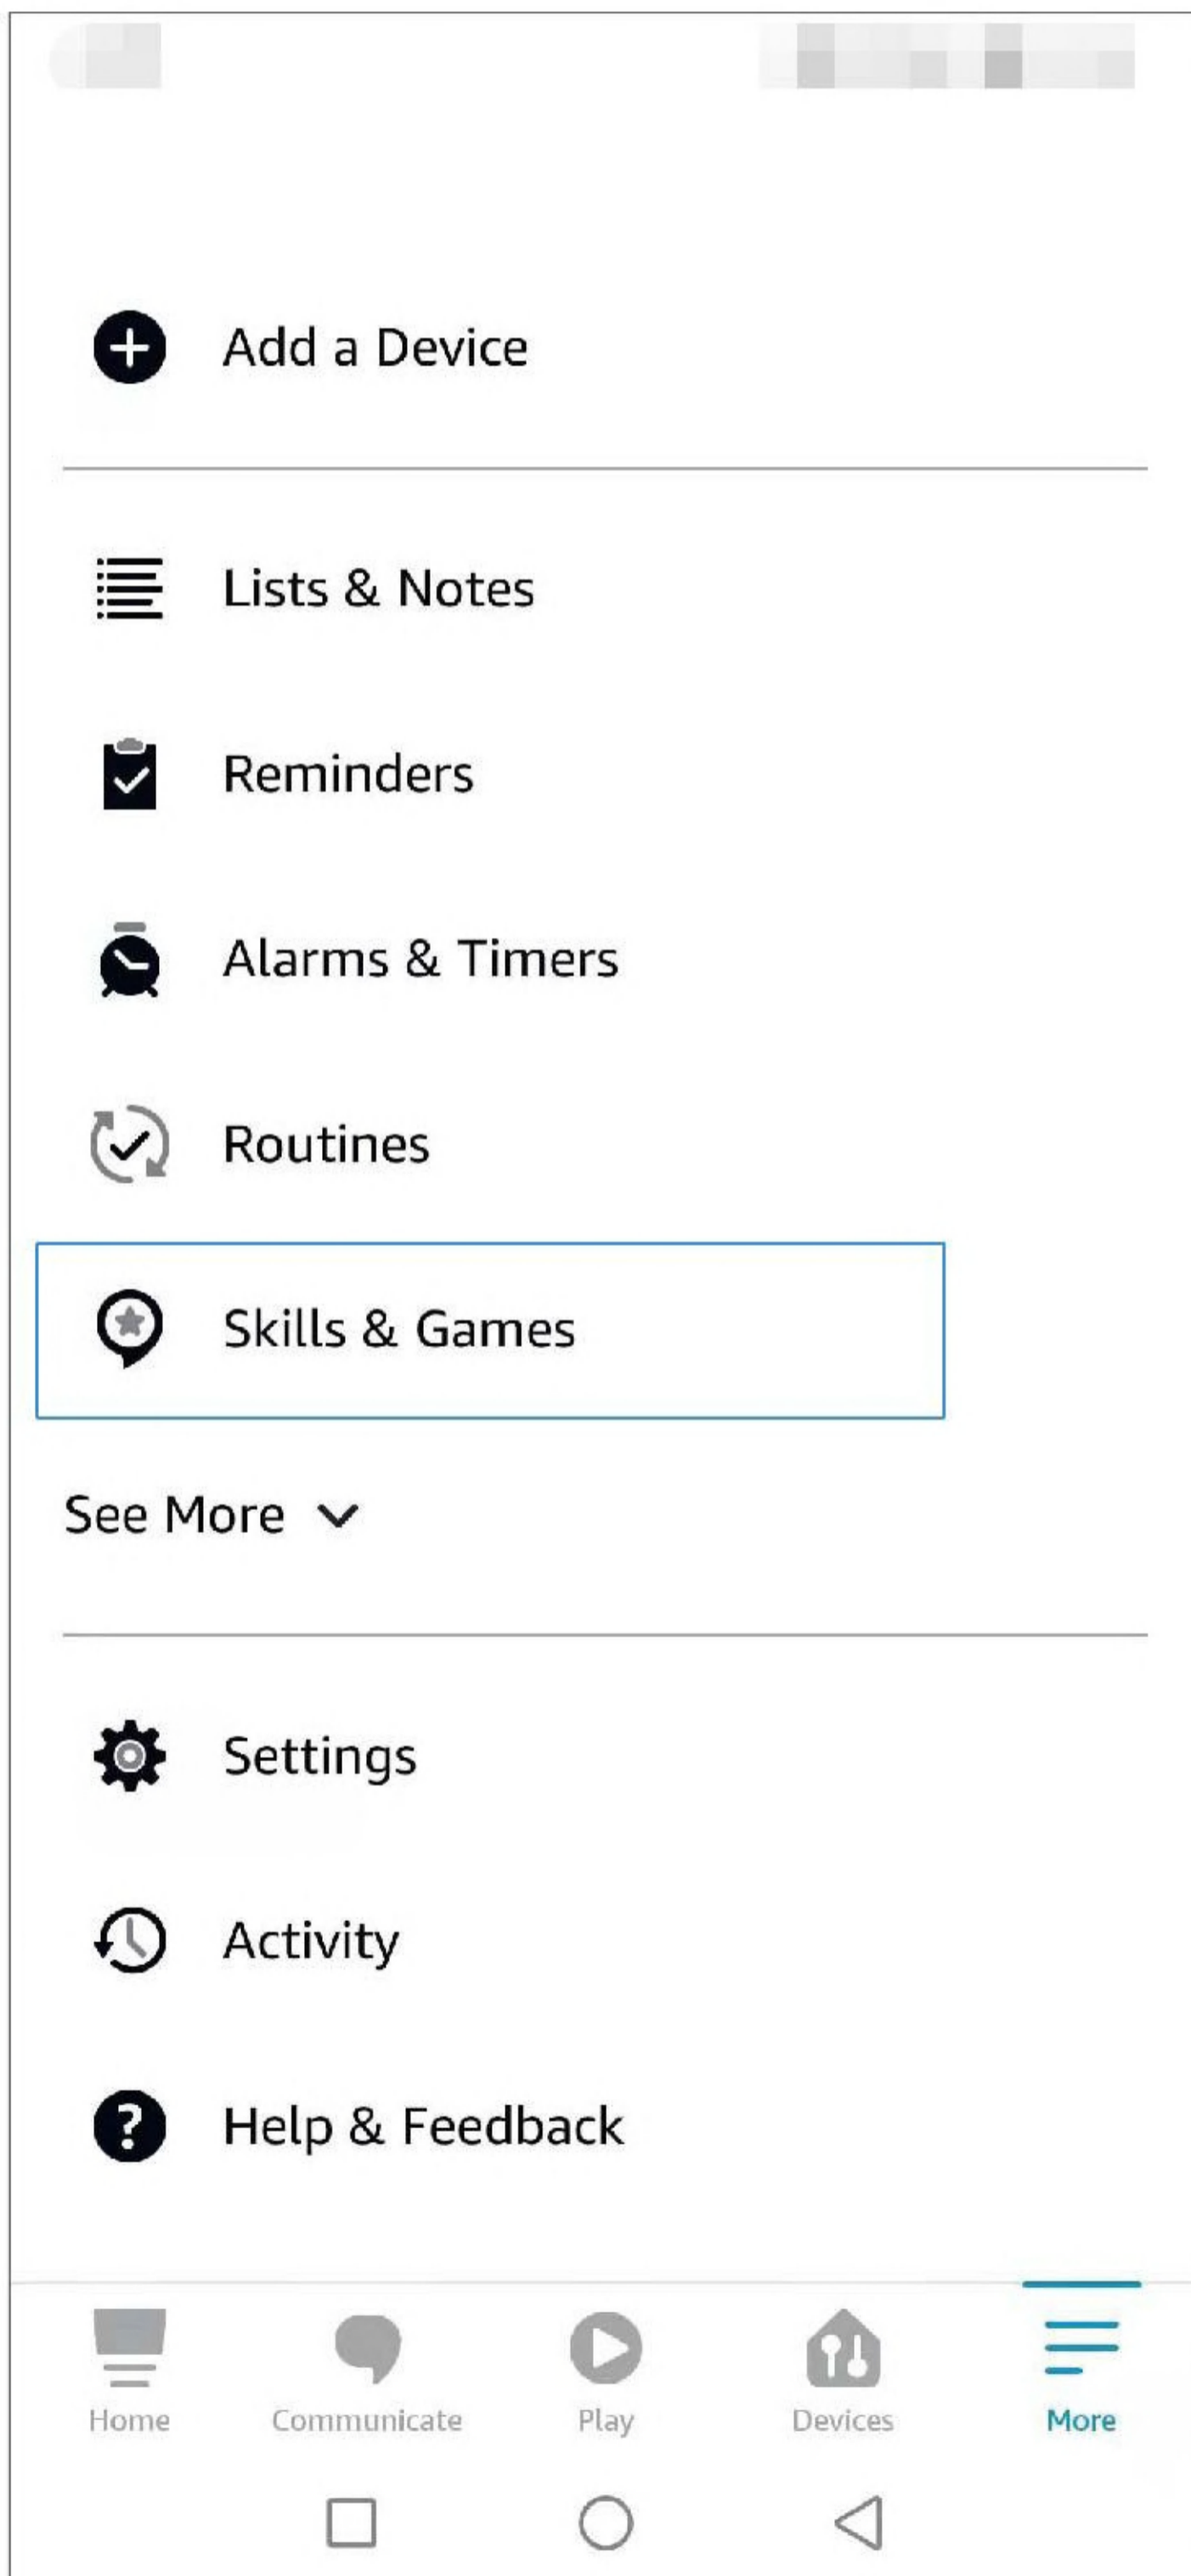 Add a Device
Lists & Notes
Reminders
Alarms & Timers
Routines
Skills & Games
See More
Settings
Activity
Help & Feedback
Home Communicate Play Devices More